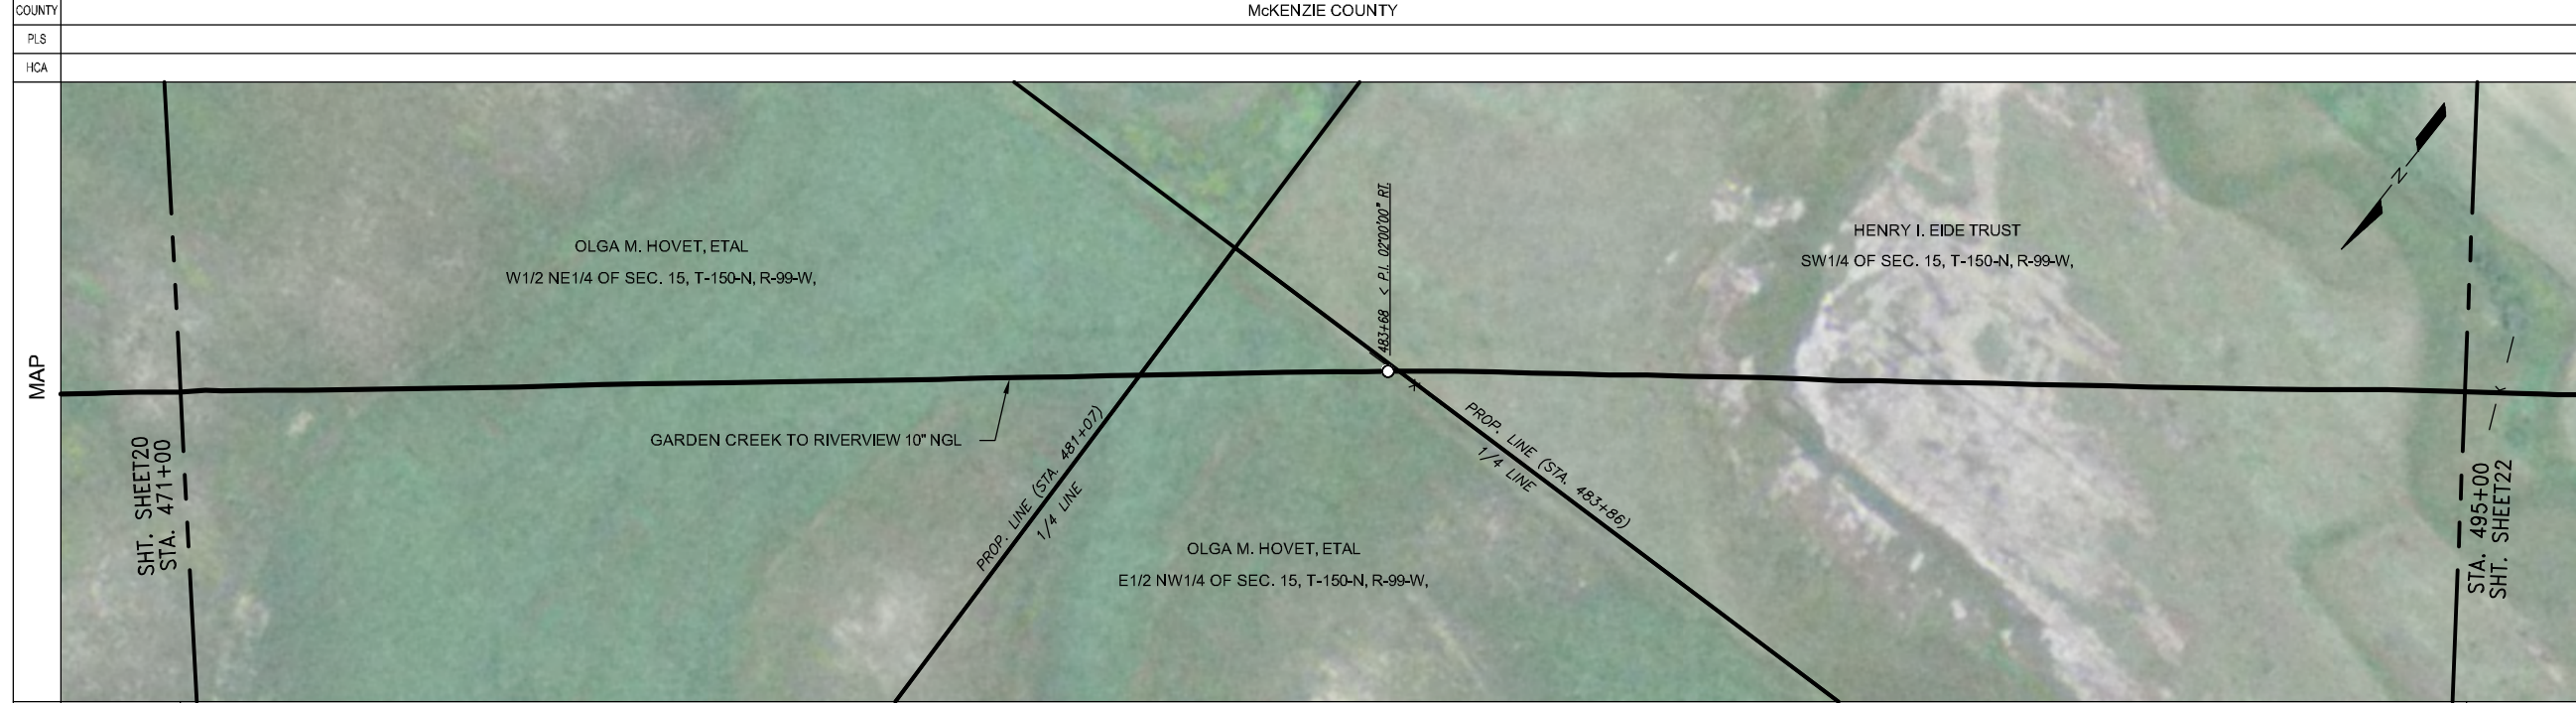 COUNTY
McKENZIE COUNTY
PLS
HCA
MAP
OLGA M. HOVET, ETAL
W1/2 NE1/4 OF SEC. 15, T-150-N, R-99-W,
483+68 < P.I. 02°00'00" RT.
HENRY I. EIDE TRUST
SW1/4 OF SEC. 15, T-150-N, R-99-W,
N
SHT. SHEET20
STA. 471+00
GARDEN CREEK TO RIVERVIEW 10" NGL
PROP. LINE (STA. 481+07)
1/4 LINE
PROP. LINE (STA. 483+86)
1/4 LINE
OLGA M. HOVET, ETAL
E1/2 NW1/4 OF SEC. 15, T-150-N, R-99-W,
X
X
STA. 495+00
SHT. SHEET22